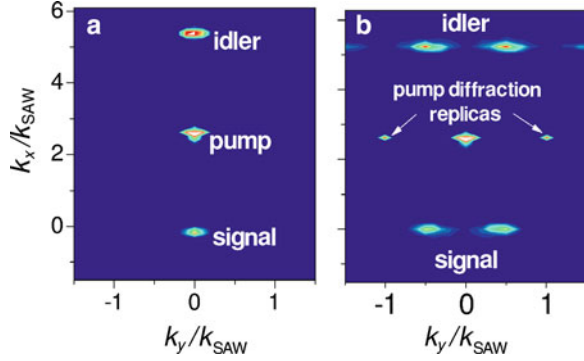 a
idler
pump
signal
6
4
2
0
-1
0
1
kx/kSAW
ky/kSAW
b
idler
pump diffraction
replicas
signal
-1
0
1
ky/kSAW